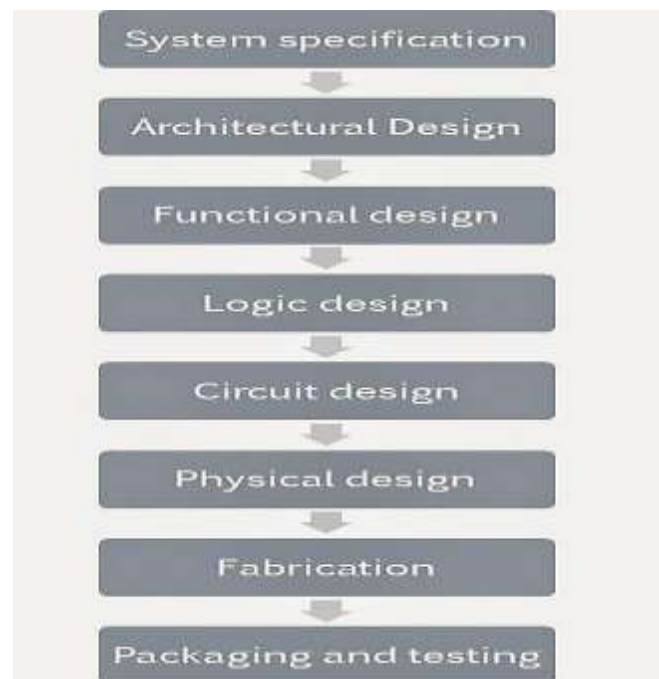 System specification
Architectural Design
Functional design
Logic design
Circuit design
Physical design
Fabrication
Packaging and testing